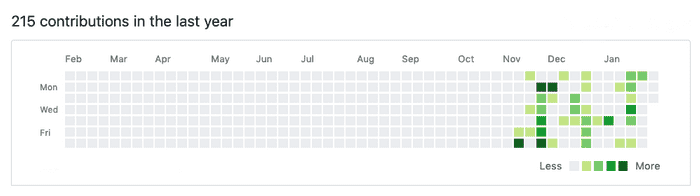 215 contributions in the last year
Feb Mar Apr May Jun Jul Aug Sep Oct Nov Dec Jan
Mon
Wed
Fri
Less More